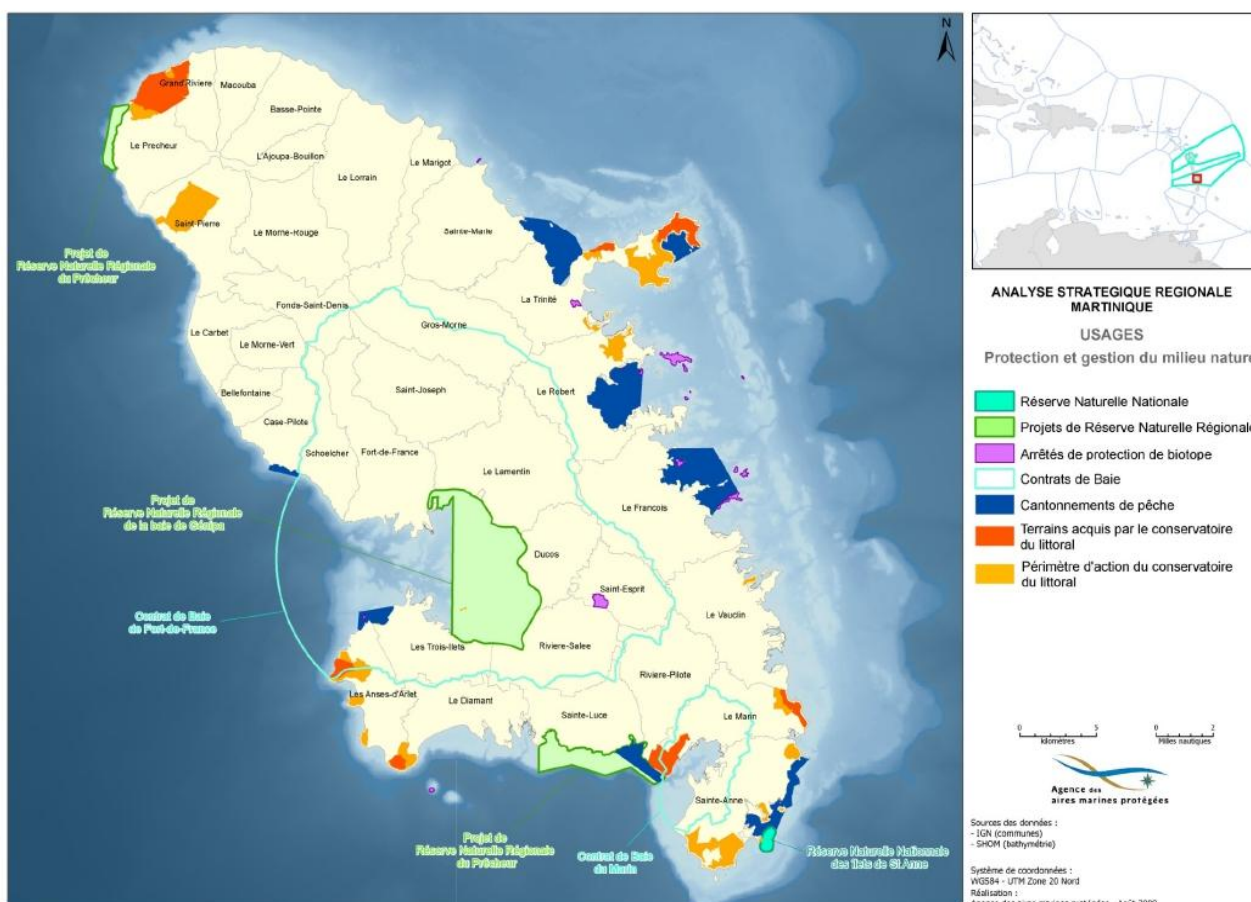 N
Grand'Rivière
Macouba
Basse-Pointe
Le Precheur
L'Ajoupa-Bouillon
Le Marigot
Le Lorrain
Saint-Pierre
Le Morne-Rouge
Sainte-Marie
Projet de
Réserve Naturelle Régionale
du Prêcheur
Fonds-Saint-Denis
La Trinité
Le Carbet
Gros-Morne
Le Morne-Vert
Bellefontaine
Saint-Joseph
Le Robert
Case-Pilote
Schoelcher
Fort-de-France
Le Lamentin
Projet de
Réserve Naturelle Régionale
de la baie de Génipa
Le Francois
Ducos
Saint-Esprit
Contrat de Baie
de Fort-de-France
Le Vauclin
Les Trois-Ilets
Riviere-Salee
Riviere-Pilote
Les Anses-d'Arlet
Le Diamant
Sainte-Luce
Le Marin
Sainte-Anne
Projet de
Réserve Naturelle Régionale
du Prêcheur
Contrat de Baie
du Marin
Réserve Naturelle Nationnale
des îlets de St Anne
ANALYSE STRATEGIQUE REGIONALE
MARTINIQUE
USAGES
Protection et gestion du milieu nature
Réserve Naturelle Nationale
Projets de Réserve Naturelle Régionale
Arrêtés de protection de biotope
Contrats de Baie
Cantonnements de pêche
Terrains acquis par le conservatoire
du littoral
Périmètre d'action du conservatoire
du littoral
0 5 0 2
kilomètres Milles nautiques
Agence des
aires marines protégées
Sources des données :
- IGN (communes)
- SHOM (bathymétrie)
Système de coordonnées :
WGS84 - UTM Zone 20 Nord
Réalisation :